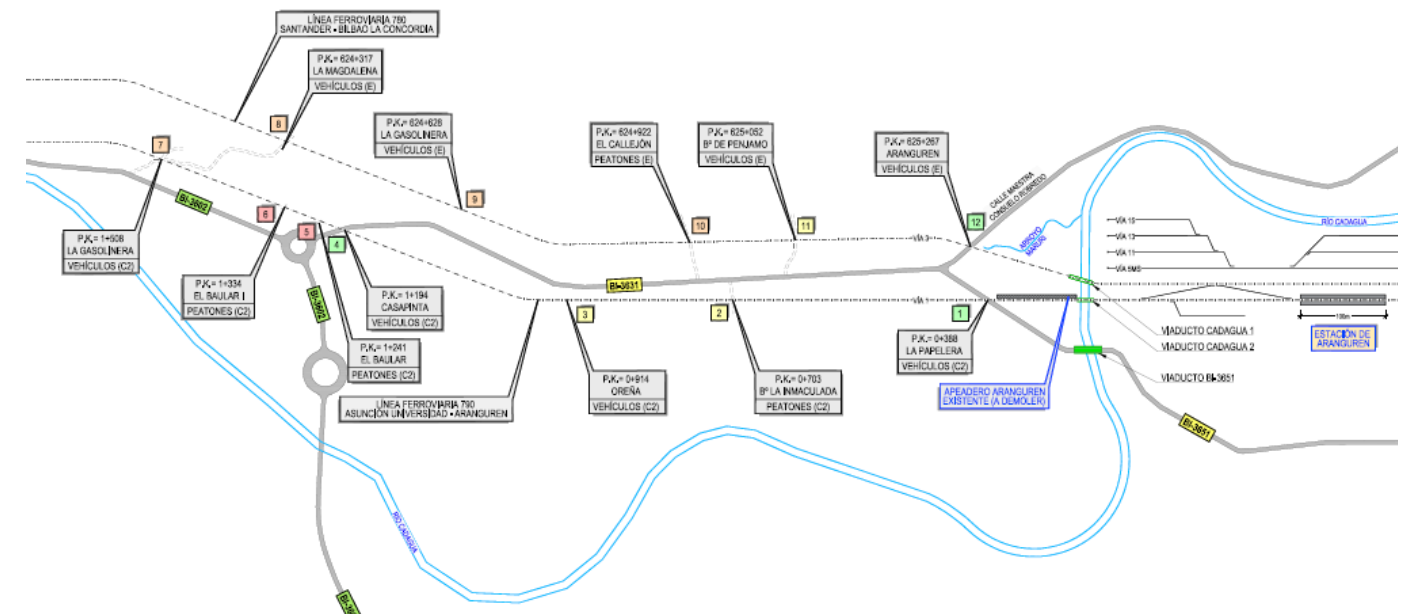 LÍNEA FERROVIARIA 780
SANTANDER - BILBAO LA CONCORDIA
P.K.= 624+317
LA MAGDALENA
VEHÍCULOS (E)
8
P.K.= 624+628
LA GASOLINERA
VEHÍCULOS (E)
P.K.= 624+922
EL CALLEJÓN
PEATONES (E)
P.K.= 625+052
Bº DE PENJAMO
VEHÍCULOS (E)
P.K.= 625+267
ARANGUREN
VEHÍCULOS (E)
CALLE MAESTRA
CONSUELO ROBREDO
7
BI-3602
6
5
4
9
10
11
12
VÍA 3
ARROYO
MARURI
RÍO CADAGUA
VÍA 15
VÍA 13
VÍA 11
VÍA 5MS
P.K.= 1+508
LA GASOLINERA
VEHÍCULOS (C2)
P.K.= 1+334
EL BAULAR I
PEATONES (C2)
BI-3602
P.K.= 1+194
CASAPINTA
VEHÍCULOS (C2)
P.K.= 1+241
EL BAULAR
PEATONES (C2)
BI-3631
3
2
VÍA 1
1
100m
ESTACIÓN DE
ARANGUREN
VIADUCTO CADAGUA 1
VIADUCTO CADAGUA 2
VIADUCTO BI-3651
LÍNEA FERROVIARIA 790
ASUNCIÓN UNIVERSIDAD - ARANGUREN
P.K.= 0+914
OREÑA
VEHÍCULOS (C2)
P.K.= 0+703
Bº LA INMACULADA
PEATONES (C2)
P.K.= 0+388
LA PAPELERA
VEHÍCULOS (C2)
APEADERO ARANGUREN
EXISTENTE (A DEMOLER)
BI-3651
RÍO CADAGUA